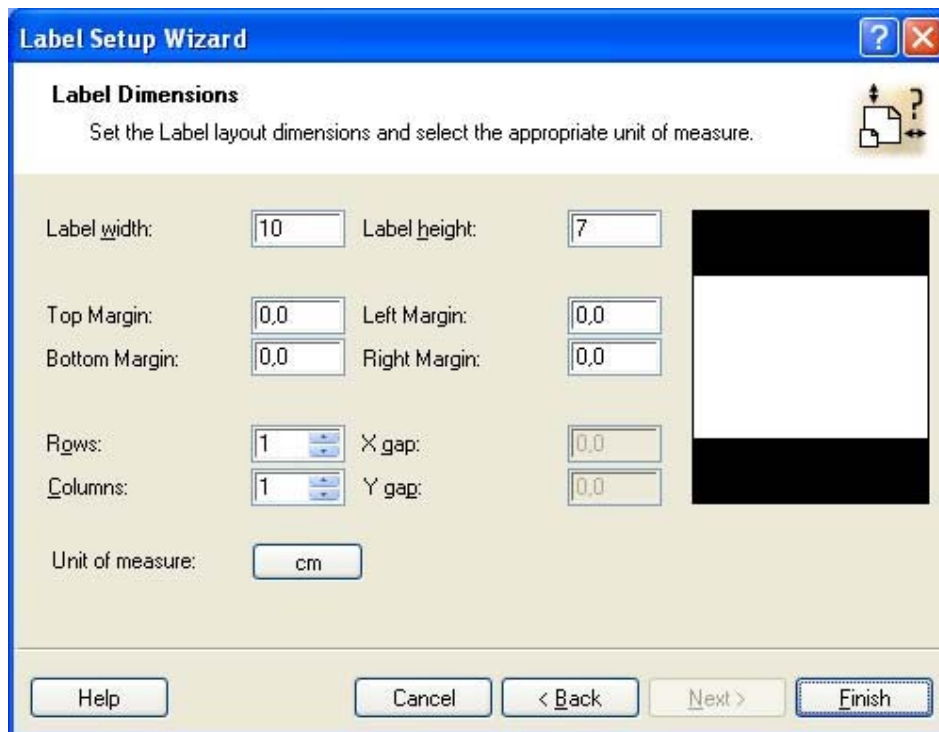 Label Setup Wizard
Label Dimensions
Set the Label layout dimensions and select the appropriate unit of measure.
Label width: 10 Label height: 7
Top Margin: 0,0 Left Margin: 0,0
Bottom Margin: 0,0 Right Margin: 0,0
Rows: 1 X gap: 0,0
Columns: 1 Y gap: 0,0
Unit of measure: cm
Help Cancel < Back Next > Finish